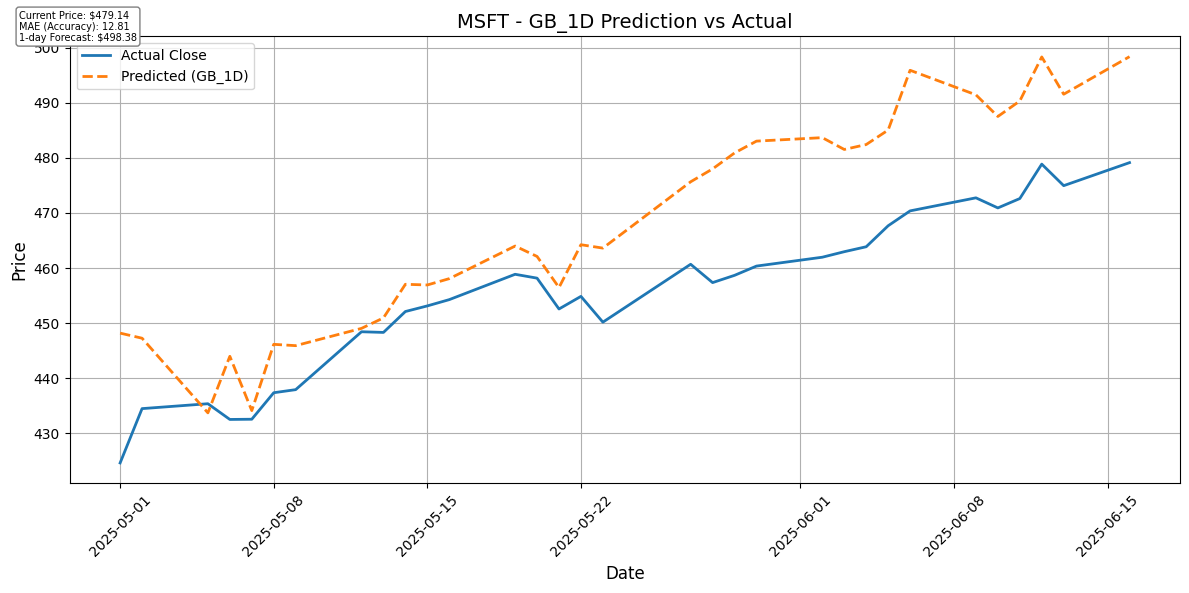 MSFT - GB_1D Prediction vs Actual
Current Price: $479.14
MAE (Accuracy): 12.81
1-day Forecast: $498.38
Actual Close
Predicted (GB_1D)
Price
500
490
480
470
460
450
440
430
2025-05-01
2025-05-08
2025-05-15
2025-05-22
2025-06-01
2025-06-08
2025-06-15
Date